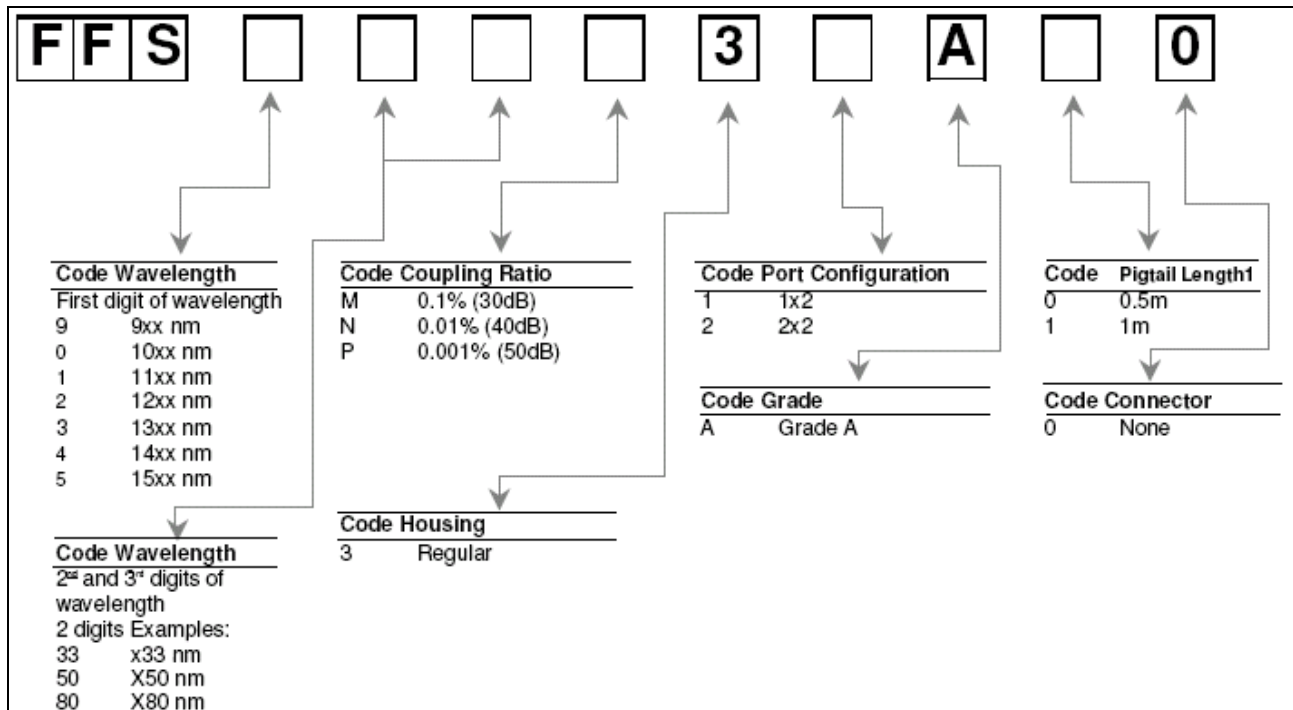 F F S 3 A 0
Code Wavelength
First digit of wavelength
9 9xx nm
0 10xx nm
1 11xx nm
2 12xx nm
3 13xx nm
4 14xx nm
5 15xx nm
Code Wavelength
2nd and 3rd digits of
wavelength
2 digits Examples:
33 x33 nm
50 X50 nm
80 X80 nm
Code Coupling Ratio
M 0.1% (30dB)
N 0.01% (40dB)
P 0.001% (50dB)
Code Housing
3 Regular
Code Port Configuration
1 1x2
2 2x2
Code Grade
A Grade A
Code Pigtail Length1
0 0.5m
1 1m
Code Connector
0 None